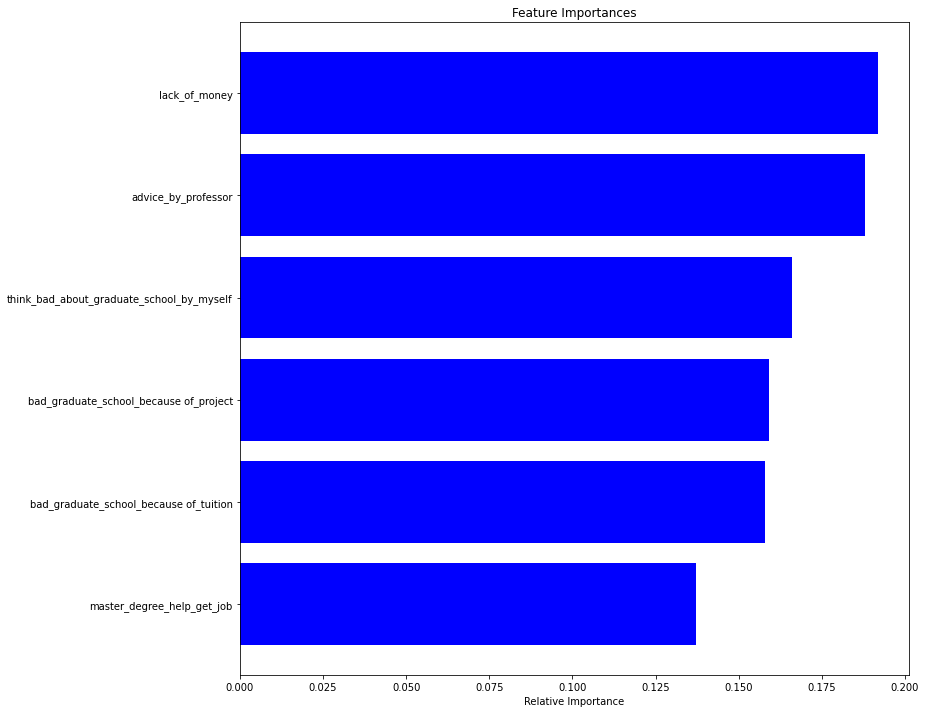 Feature Importances
lack_of_money
advice_by_professor
think_bad_about_graduate_school_by_myself
bad_graduate_school_because of_project
bad_graduate_school_because of_tuition
master_degree_help_get_job
0.000 0.025 0.050 0.075 0.100 0.125 0.150 0.175 0.200
Relative Importance